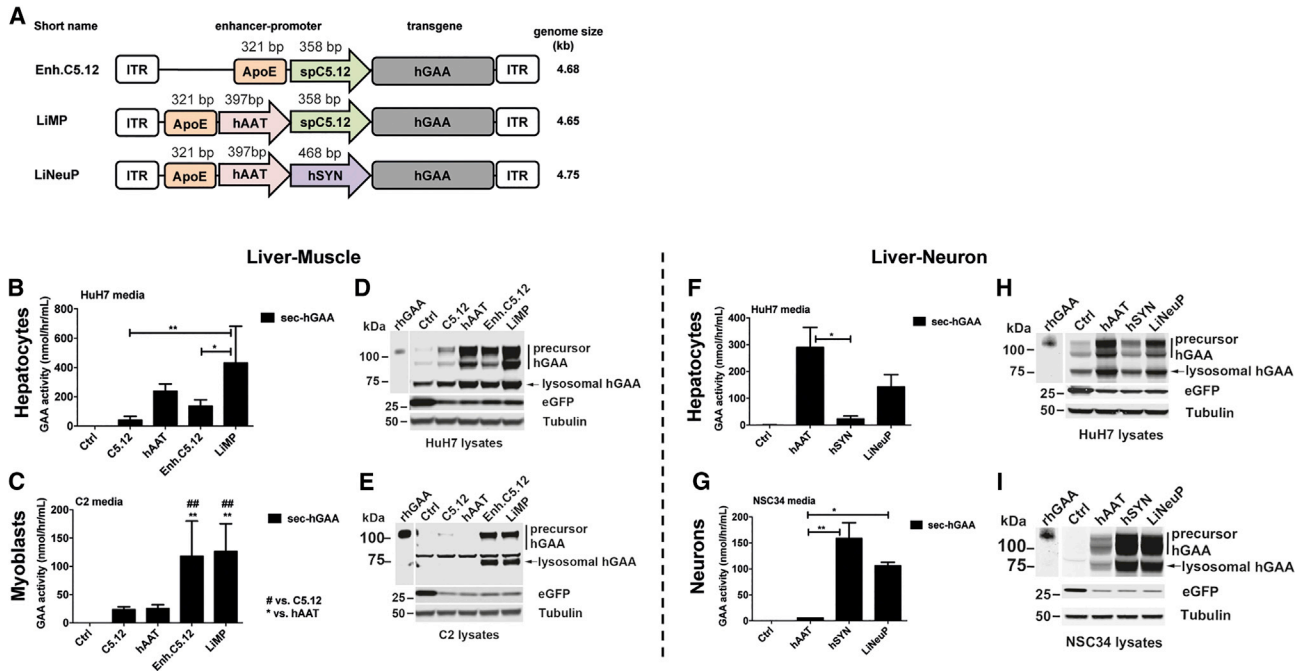 A
Short name enhancer-promoter transgene genome size
(kb)
321 bp 358 bp
Enh.C5.12 ITR ApoE spC5.12 hGAA ITR 4.68
321 bp 397bp 358 bp
LiMP ITR ApoE hAAT spC5.12 hGAA ITR 4.65
321 bp 397bp 468 bp
LiNeuP ITR ApoE hAAT hSYN hGAA ITR 4.75
Liver-Muscle
Hepatocytes
B
HuH7 media
GAA activity (nmol/hr/mL)
800
600
400
200
0
** 
*
sec-hGAA
Ctrl C5.12 hAAT Enh.C5.12 LiMP
D
rhGAA Ctrl C5.12 hAAT Enh.C5.12 LiMP
kDa
100 precursor
hGAA
75 lysosomal hGAA
25 eGFP
50 Tubulin
HuH7 lysates
Myoblasts
C
C2 media
GAA activity (nmol/hr/mL)
200
150
100
50
0
## ##
** **
sec-hGAA
# vs. C5.12
* vs. hAAT
Ctrl C5.12 hAAT Enh.C5.12 LiMP
E
rhGAA Ctrl C5.12 hAAT Enh.C5.12 LiMP
kDa
100 precursor
hGAA
75 lysosomal hGAA
25 eGFP
50 Tubulin
C2 lysates
Liver-Neuron
Hepatocytes
F
HuH7 media
GAA activity (nmol/hr/mL)
400
300
200
100
0
*
sec-hGAA
Ctrl hAAT hSYN LiNeuP
H
rhGAA Ctrl hAAT hSYN LiNeuP
kDa
100 precursor
hGAA
75 lysosomal hGAA
25 eGFP
50 Tubulin
HuH7 lysates
Neurons
G
NSC34 media
GAA activity (nmol/hr/mL)
200
150
100
50
0
*
**
sec-hGAA
Ctrl hAAT hSYN LiNeuP
I
rhGAA Ctrl hAAT hSYN LiNeuP
kDa
100 precursor
hGAA
75 lysosomal hGAA
25 eGFP
50 Tubulin
NSC34 lysates